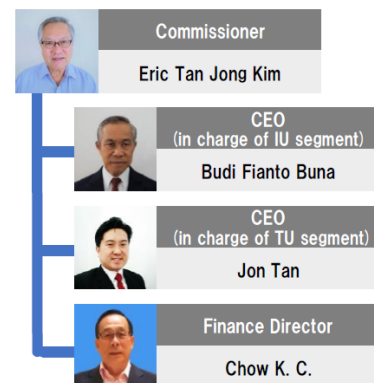 Commissioner
Eric Tan Jong Kim
CEO
(in charge of IU segment)
Budi Fianto Buna
CEO
(in charge of TU segment)
Jon Tan
Finance Director
Chow K. C.